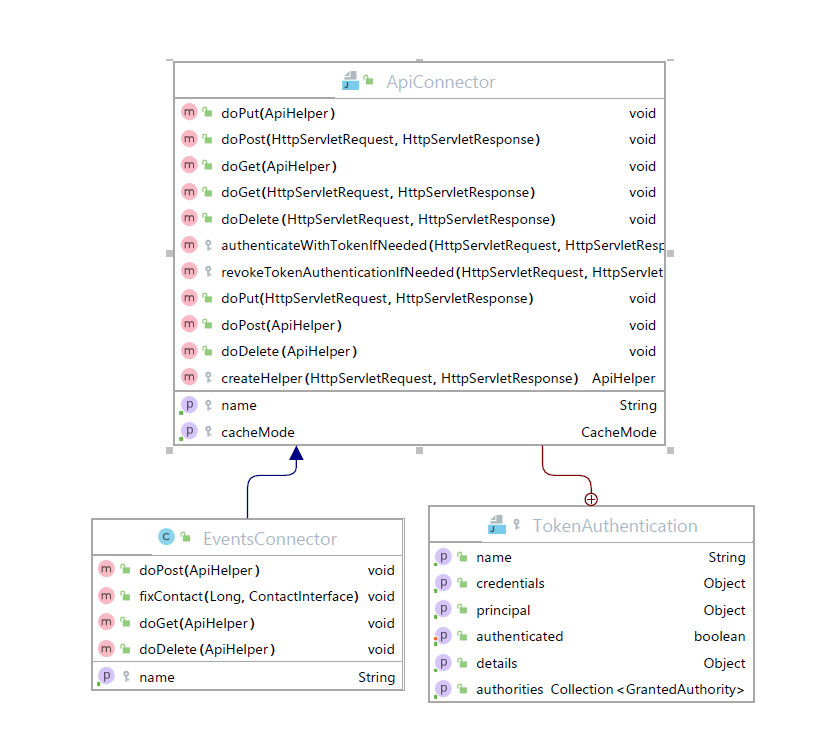 ApiConnector
doPut(ApiHelper) void
doPost(HttpServletRequest, HttpServletResponse) void
doGet(ApiHelper) void
doGet(HttpServletRequest, HttpServletResponse) void
doDelete(HttpServletRequest, HttpServletResponse) void
authenticateWithTokenIfNeeded(HttpServletRequest, HttpServletResp
revokeTokenAuthenticationIfNeeded(HttpServletRequest, HttpServlet
doPut(HttpServletRequest, HttpServletResponse) void
doPost(ApiHelper) void
doDelete(ApiHelper) void
createHelper(HttpServletRequest, HttpServletResponse) ApiHelper
name String
cacheMode CacheMode
EventsConnector
doPost(ApiHelper) void
fixContact(Long, ContactInterface) void
doGet(ApiHelper) void
doDelete(ApiHelper) void
name String
TokenAuthentication
name String
credentials Object
principal Object
authenticated boolean
details Object
authorities Collection<GrantedAuthority>